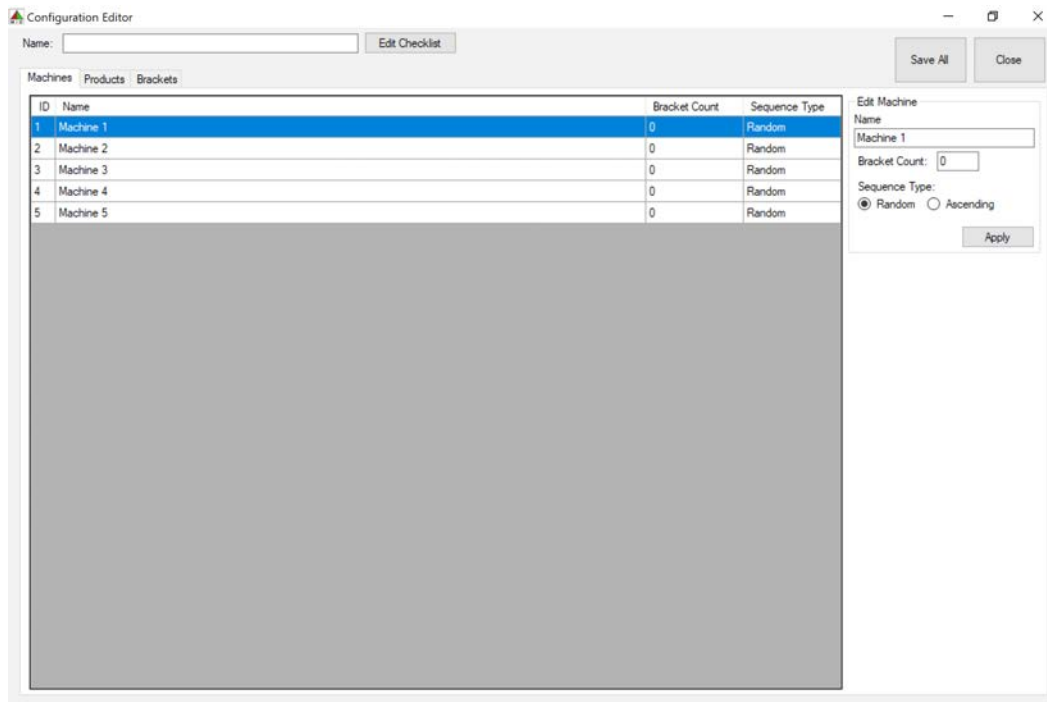 Configuration Editor
Name: Edit Checklist
Save All Close
Machines Products Brackets
ID Name Bracket Count Sequence Type
1 Machine 1 0 Random
2 Machine 2 0 Random
3 Machine 3 0 Random
4 Machine 4 0 Random
5 Machine 5 0 Random
Edit Machine
Name
Machine 1
Bracket Count: 0
Sequence Type:
Random Ascending
Apply